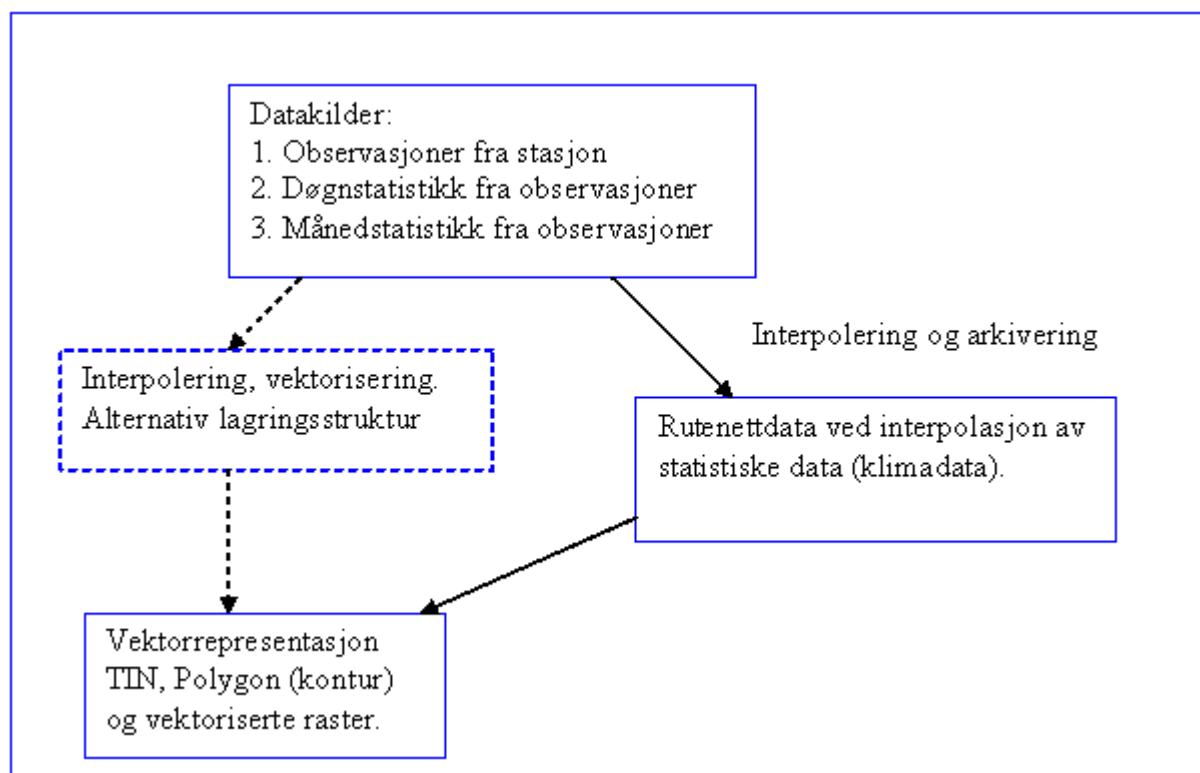 Datakilder:
1. Observasjoner fra stasjon
2. Døgnstatistikk fra observasjoner
3. Månedstatistikk fra observasjoner
Interpolering og arkivering
Interpolering, vektorisering.
Alternativ lagringsstruktur
Rutenettdata ved interpolasjon av
statistiske data (klimadata).
Vektorrepresentasjon
TIN, Polygon (kontur)
og vektoriserte raster.